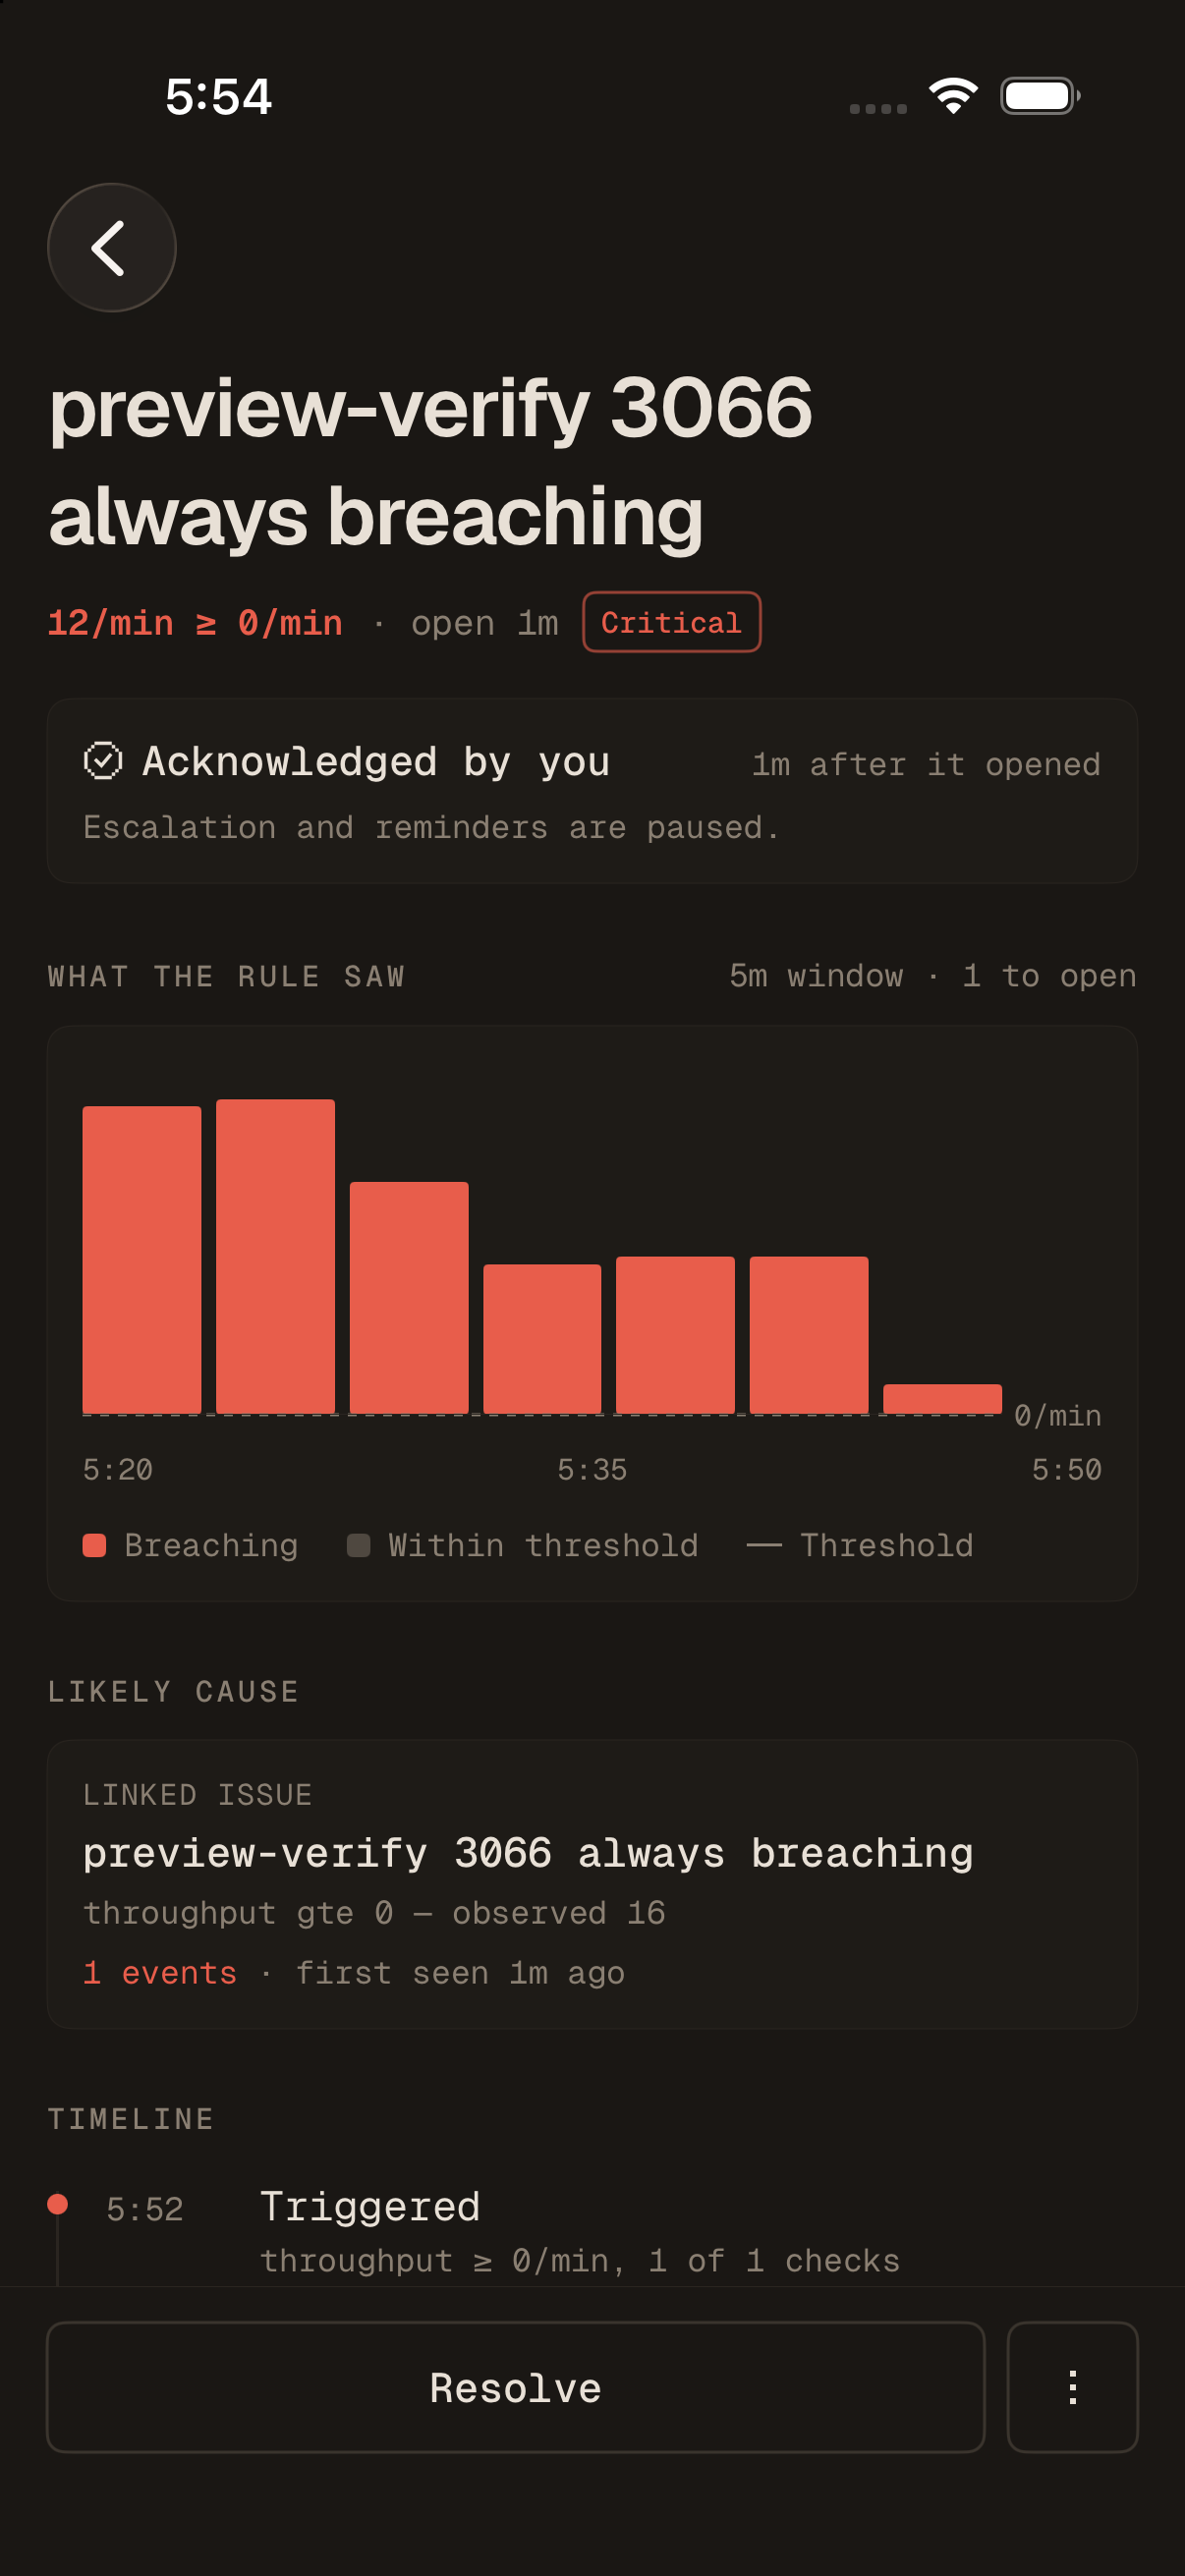 5:54
preview-verify 3066
always breaching
12/min ≥ 0/min · open 1m Critical
Acknowledged by you 1m after it opened
Escalation and reminders are paused.
WHAT THE RULE SAW 5m window · 1 to open
0/min
5:20 5:35 5:50
Breaching Within threshold Threshold
LIKELY CAUSE
LINKED ISSUE
preview-verify 3066 always breaching
throughput gte 0 — observed 16
1 events · first seen 1m ago
TIMELINE
5:52 Triggered
throughput ≥ 0/min, 1 of 1 checks
Resolve